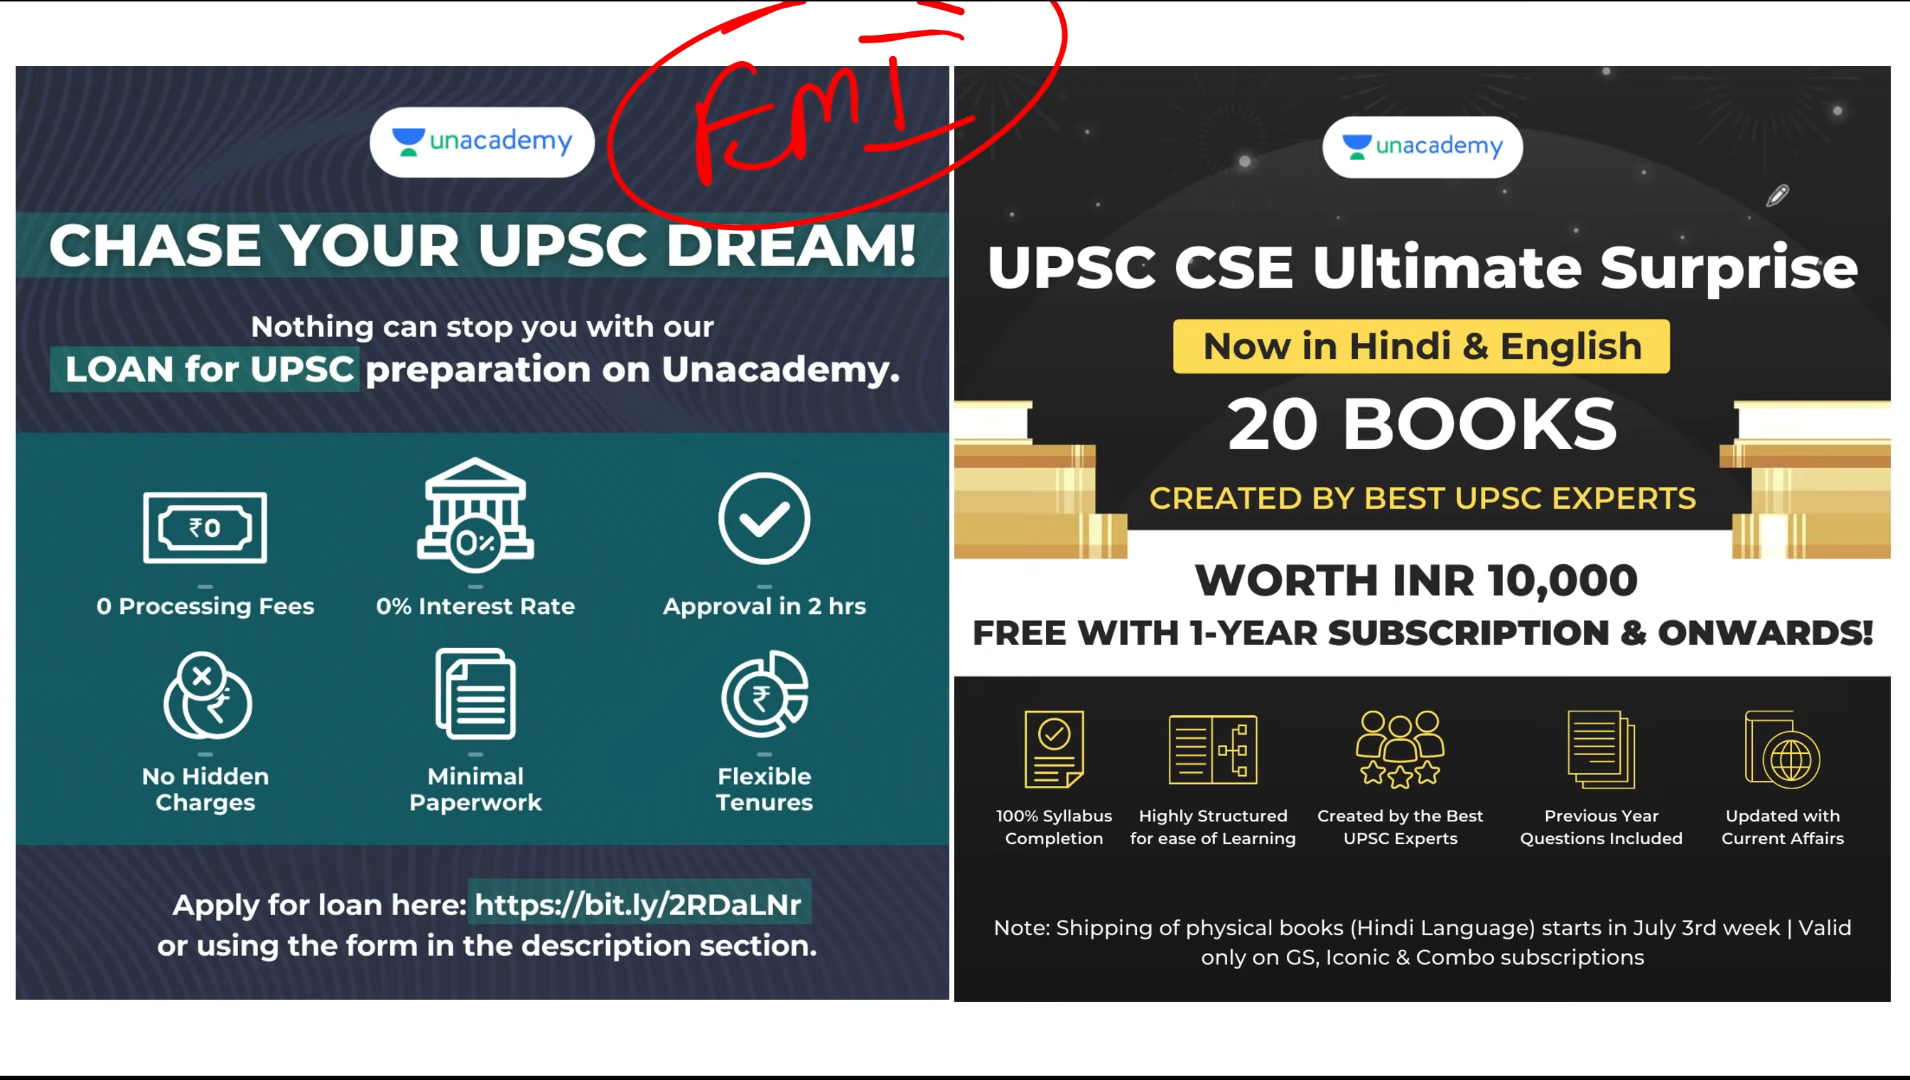 EMI
unacademy
CHASE YOUR UPSC DREAM!
Nothing can stop you with our
LOAN for UPSC preparation on Unacademy.
₹0
0%
0 Processing Fees
0% Interest Rate
Approval in 2 hrs
₹
₹
No Hidden
Charges
Minimal
Paperwork
Flexible
Tenures
Apply for loan here: https://bit.ly/2RDaLNr
or using the form in the description section.
unacademy
UPSC CSE Ultimate Surprise
Now in Hindi & English
20 BOOKS
CREATED BY BEST UPSC EXPERTS
WORTH INR 10,000
FREE WITH 1-YEAR SUBSCRIPTION & ONWARDS!
100% Syllabus
Completion
Highly Structured
for ease of Learning
Created by the Best
UPSC Experts
Previous Year
Questions Included
Updated with
Current Affairs
Note: Shipping of physical books (Hindi Language) starts in July 3rd week | Valid
only on GS, Iconic & Combo subscriptions